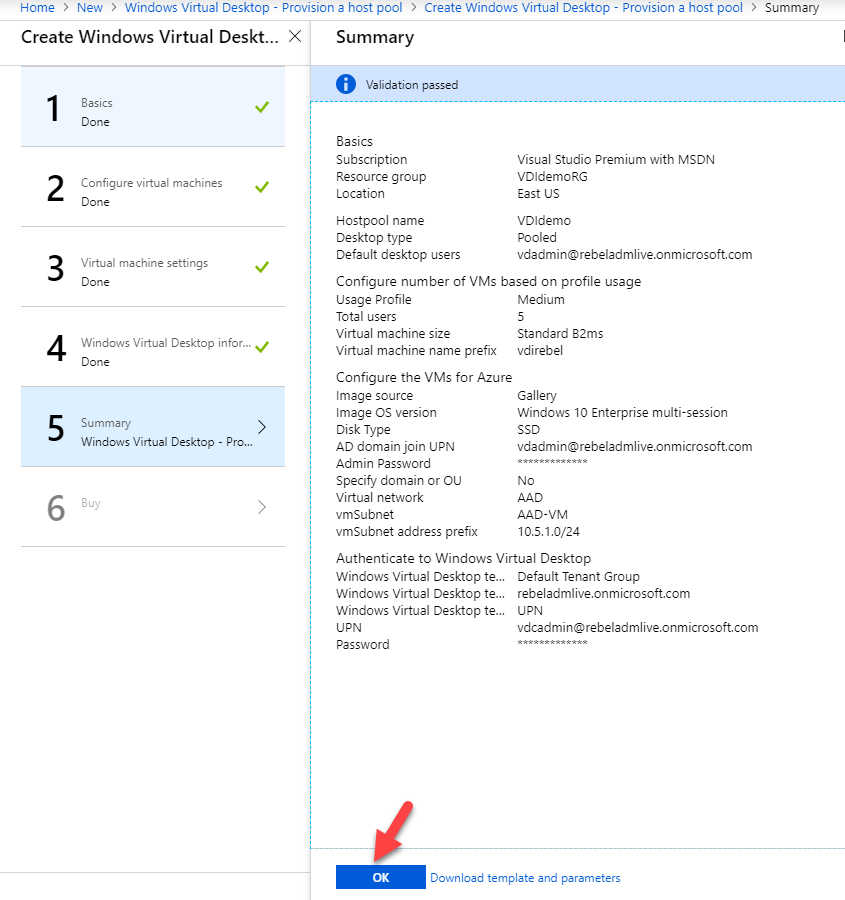 Home > New > Windows Virtual Desktop - Provision a host pool > Create Windows Virtual Desktop - Provision a host pool > Summary
Create Windows Virtual Deskt...
1
Basics
Done
2
Configure virtual machines
Done
3
Virtual machine settings
Done
4
Windows Virtual Desktop infor...
Done
5
Summary
Windows Virtual Desktop - Pro...
6
Buy
Summary
Validation passed
Basics
Subscription Visual Studio Premium with MSDN
Resource group VDIdemoRG
Location East US
Hostpool name VDIdemo
Desktop type Pooled
Default desktop users vdadmin@rebeladmlive.onmicrosoft.com
Configure number of VMs based on profile usage
Usage Profile Medium
Total users 5
Virtual machine size Standard B2ms
Virtual machine name prefix vdirebel
Configure the VMs for Azure
Image source Gallery
Image OS version Windows 10 Enterprise multi-session
Disk Type SSD
AD domain join UPN vdadmin@rebeladmlive.onmicrosoft.com
Admin Password *************
Specify domain or OU No
Virtual network AAD
vmSubnet AAD-VM
vmSubnet address prefix 10.5.1.0/24
Authenticate to Windows Virtual Desktop
Windows Virtual Desktop te... Default Tenant Group
Windows Virtual Desktop te... rebeladmlive.onmicrosoft.com
Windows Virtual Desktop te... UPN
UPN vdcadmin@rebeladmlive.onmicrosoft.com
Password *************
OK Download template and parameters